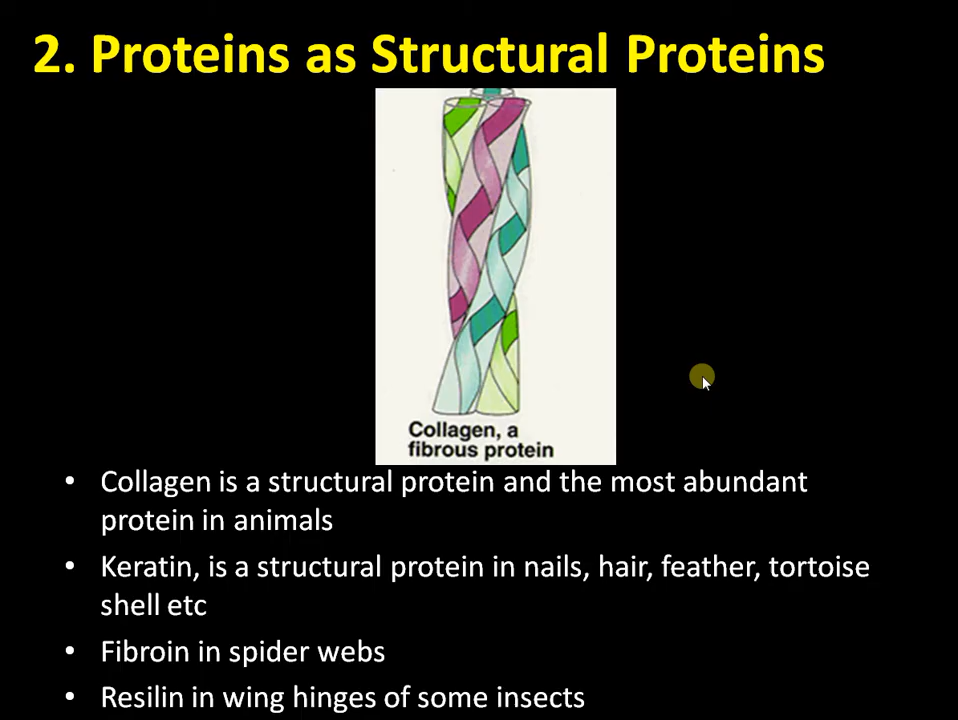 2. Proteins as Structural Proteins
Collagen, a
fibrous protein
• Collagen is a structural protein and the most abundant
protein in animals
• Keratin, is a structural protein in nails, hair, feather, tortoise
shell etc
• Fibroin in spider webs
• Resilin in wing hinges of some insects